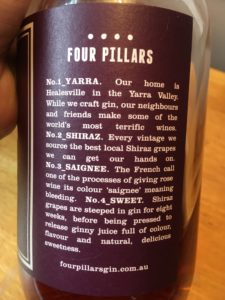 FOUR PILLARS
No.1_YARRA. Our home is
Healesville in the Yarra Valley.
While we craft gin, our neighbours
and friends make some of the
world's most terrific wines.
No.2_SHIRAZ. Every vintage we
source the best local Shiraz grapes
we can get our hands on.
No.3_SAIGNEE. The French call
one of the processes of giving rose
wine its colour 'saignee' meaning
bleeding. No.4_SWEET. Shiraz
grapes are steeped in gin for eight
weeks, before being pressed to
release ginny juice full of colour,
flavour and natural, delicious
sweetness.
fourpillarsgin.com.au